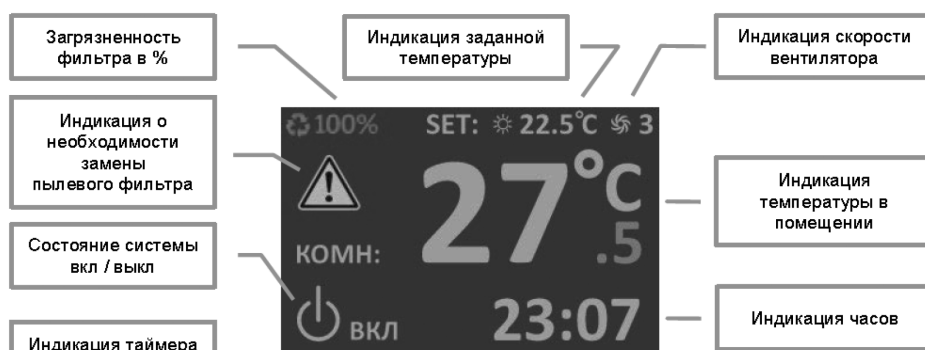 Загрязненность
фильтра в %
Индикация заданной
температуры
Индикация скорости
вентилятора
Индикация о
необходимости
замены
пылевого фильтра
100% SET: 22.5°C 3
27.5°C
КОМН:
Индикация
температуры в
помещении
Состояние системы
вкл / выкл
ВКЛ 23:07
Индикация часов
Индикация таймера